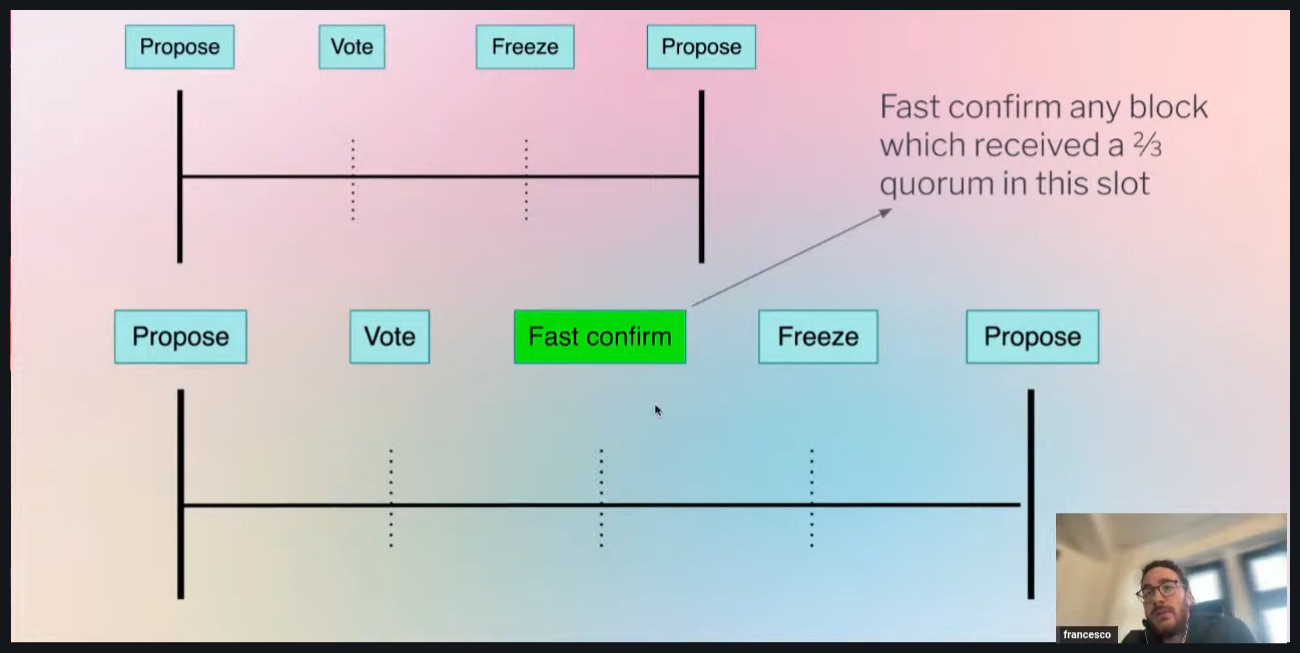 Propose Vote Freeze Propose
Fast confirm any block
which received a ⅔
quorum in this slot
Propose Vote Fast confirm Freeze Propose
francesco